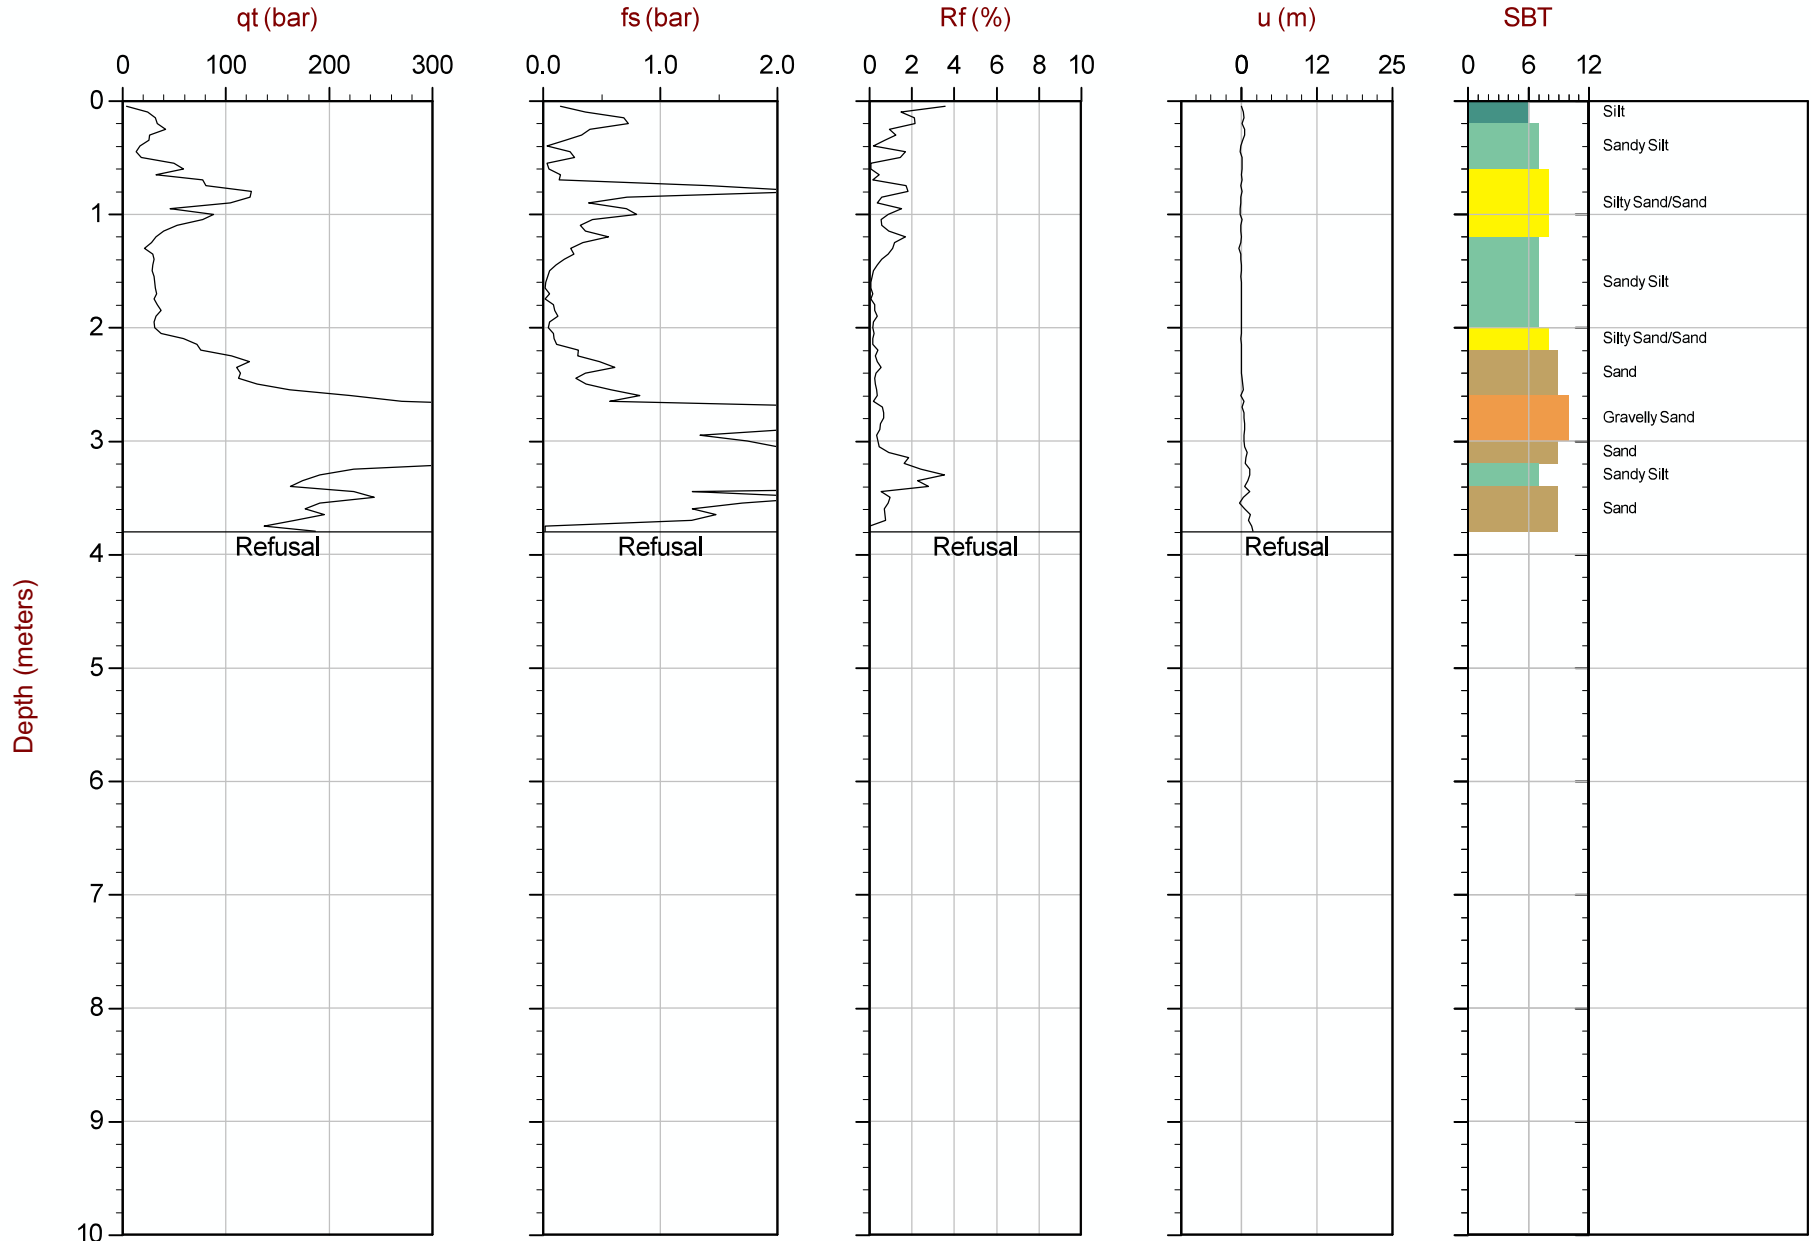 qt (bar) fs (bar) Rf (%) u (m) SBT
0 100 200 300 0.0 1.0 2.0 0 2 4 6 8 10 0 12 25 0 6 12
0
Silt
Sandy Silt
Silty Sand/Sand
1
Sandy Silt
2
Silty Sand/Sand
Sand
Gravelly Sand
3
Sand
Sandy Silt
Sand
Refusal Refusal Refusal Refusal
4
5
Depth (meters)
6
7
8
9
10